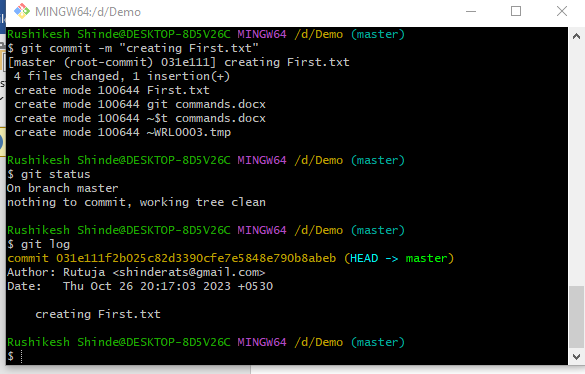 MINGW64:/d/Demo
Rushikesh Shinde@DESKTOP-8D5V26C MINGW64 /d/Demo (master)
$ git commit -m "creating First.txt"
[master (root-commit) 031e111] creating First.txt
 4 files changed, 1 insertion(+)
 create mode 100644 First.txt
 create mode 100644 git commands.docx
 create mode 100644 ~$t commands.docx
 create mode 100644 ~WRL0003.tmp
Rushikesh Shinde@DESKTOP-8D5V26C MINGW64 /d/Demo (master)
$ git status
On branch master
nothing to commit, working tree clean
Rushikesh Shinde@DESKTOP-8D5V26C MINGW64 /d/Demo (master)
$ git log
commit 031e111f2b025c82d3390cfe7e5848e790b8abeb (HEAD -> master)
Author: Rutuja <shinderats@gmail.com>
Date:   Thu Oct 26 20:17:03 2023 +0530
    creating First.txt
Rushikesh Shinde@DESKTOP-8D5V26C MINGW64 /d/Demo (master)
$